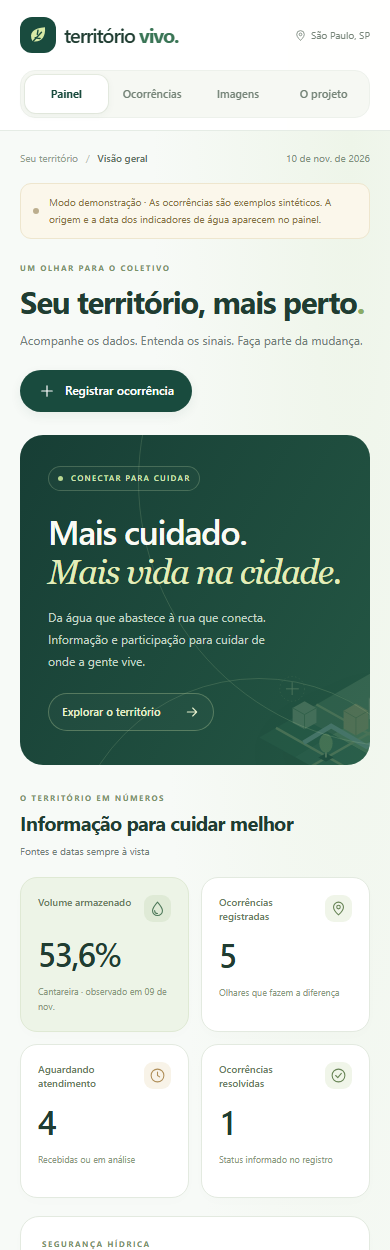 território vivo.
São Paulo, SP
Painel
Ocorrências
Imagens
O projeto
Seu território / Visão geral
10 de nov. de 2026
Modo demonstração · As ocorrências são exemplos sintéticos. A
origem e a data dos indicadores de água aparecem no painel.
UM OLHAR PARA O COLETIVO
Seu território, mais perto.
Acompanhe os dados. Entenda os sinais. Faça parte da mudança.
Registrar ocorrência
CONECTAR PARA CUIDAR
Mais cuidado.
Mais vida na cidade.
Da água que abastece à rua que conecta.
Informação e participação para cuidar de
onde a gente vive.
Explorar o território
O TERRITÓRIO EM NÚMEROS
Informação para cuidar melhor
Fontes e datas sempre à vista
Volume armazenado
53,6%
Cantareira · observado em 09 de
nov.
Ocorrências
registradas
5
Olhares que fazem a diferença
Aguardando
atendimento
4
Recebidas ou em análise
Ocorrências
resolvidas
1
Status informado no registro
SEGURANÇA HÍDRICA